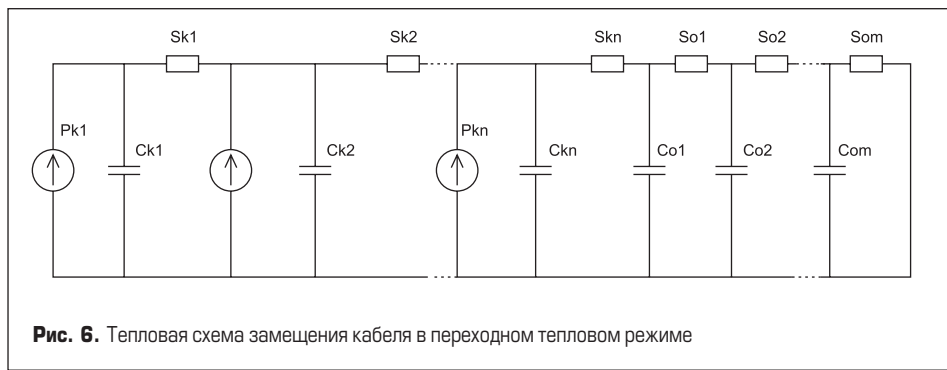 Sk1 Sk2 Skn So1 So2 Som
Pk1 Ck1 Ck2 Pkn Ckn Co1 Co2 Com
Рис. 6. Тепловая схема замещения кабеля в переходном тепловом режиме